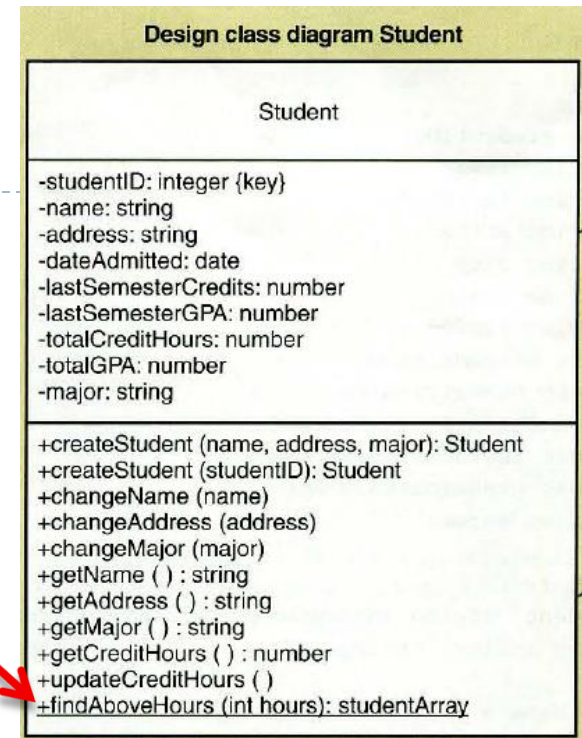 Design class diagram Student
Student
-studentID: integer {key}
-name: string
-address: string
-dateAdmitted: date
-lastSemesterCredits: number
-lastSemesterGPA: number
-totalCreditHours: number
-totalGPA: number
-major: string
+createStudent (name, address, major): Student
+createStudent (studentID): Student
+changeName (name)
+changeAddress (address)
+changeMajor (major)
+getName ( ) : string
+getAddress ( ) : string
+getMajor ( ) : string
+getCreditHours ( ) : number
+updateCreditHours ( )
+findAboveHours (int hours): studentArray